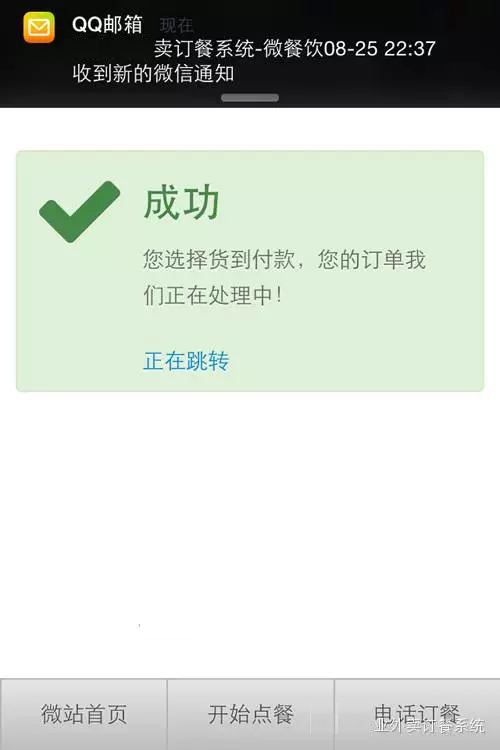 QQ邮箱 现在
卖订餐系统-微餐饮08-25 22:37
收到新的微信通知
成功
您选择货到付款，您的订单我
们正在处理中！
正在跳转
微站首页 开始点餐 电话订餐
业外卖订餐系统